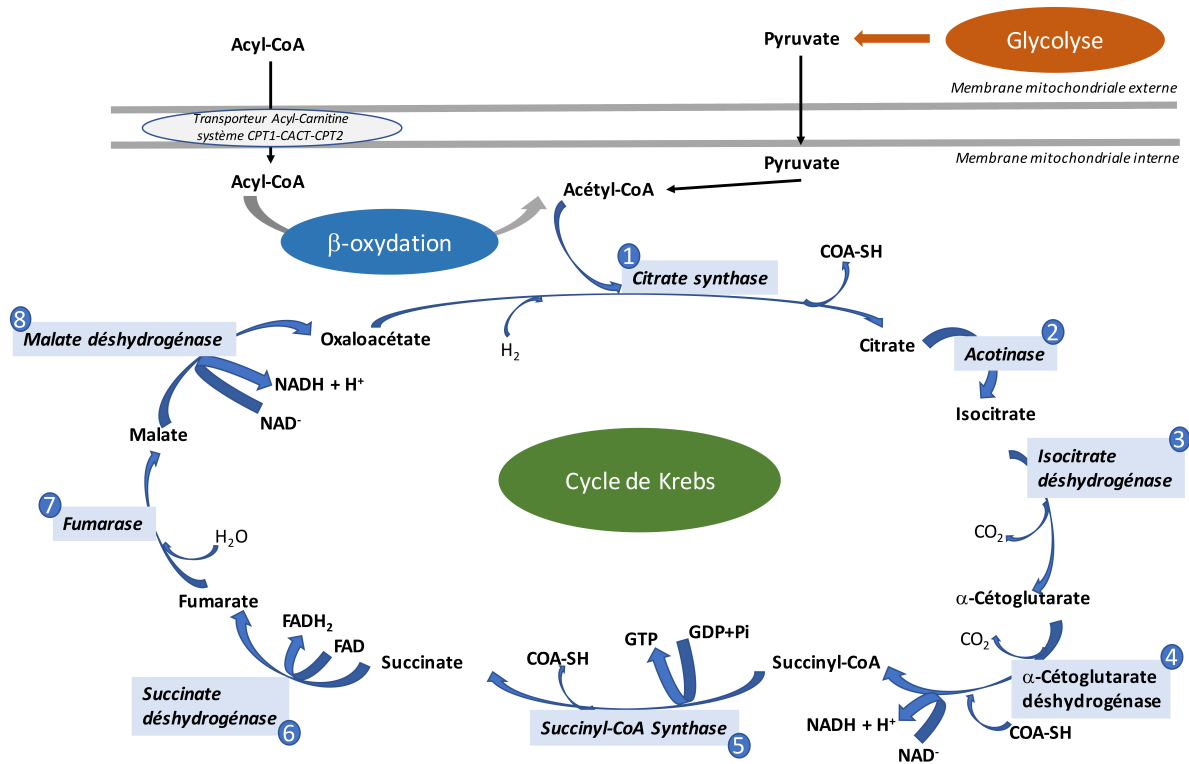 Acyl-CoA
Pyruvate
Glycolyse
Membrane mitochondriale externe
Transporteur Acyl-Carnitine
système CPT1-CACT-CPT2
Membrane mitochondriale interne
Acyl-CoA
Pyruvate
Acétyl-CoA
β-oxydation
1
Citrate synthase
COA-SH
8
Malate déshydrogénase
Oxaloacétate
H₂
Citrate
2
Acotinase
NADH + H⁺
NAD⁻
Isocitrate
Malate
3
Isocitrate
déshydrogénase
Cycle de Krebs
7
Fumarase
H₂O
CO₂
Fumarate
α-Cétoglutarate
FADH₂
FAD
Succinate
COA-SH
GTP
GDP+Pi
Succinyl-CoA
CO₂
4
α-Cétoglutarate
déshydrogénase
Succinate
déshydrogénase
6
Succinyl-CoA Synthase
5
NADH + H⁺
NAD⁻
COA-SH